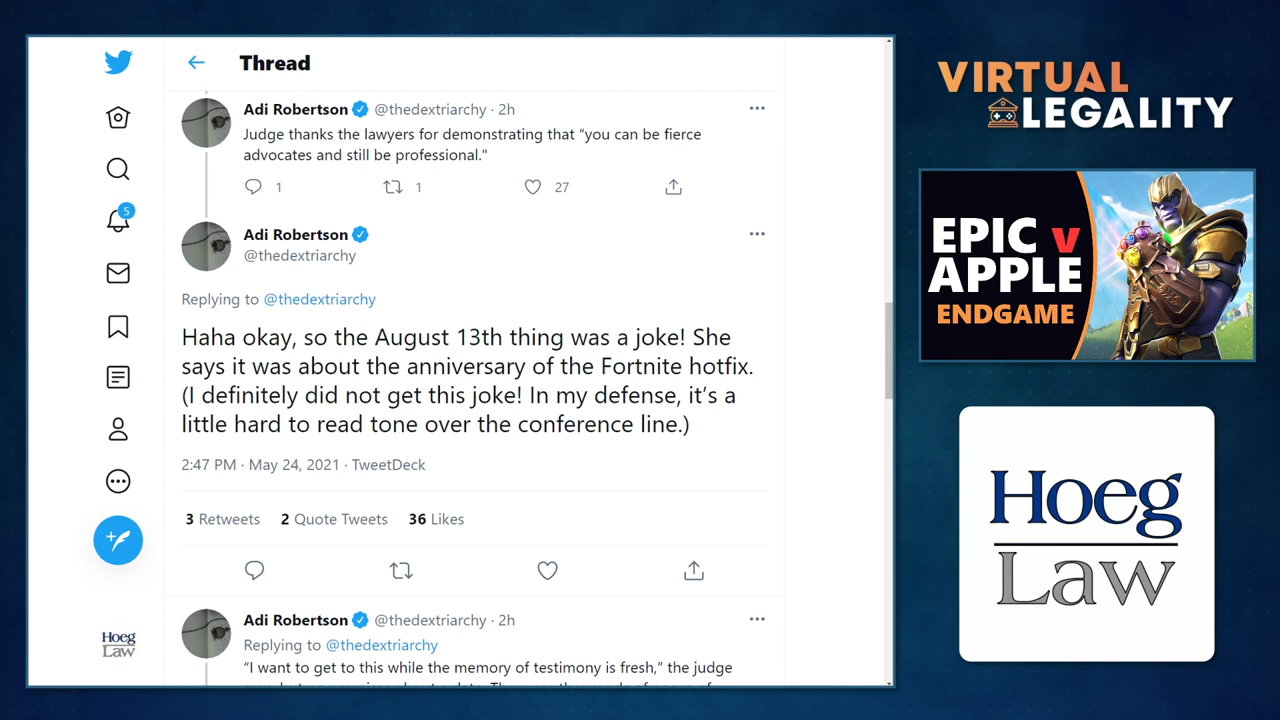 Thread
Adi Robertson @thedextriarchy · 2h
Judge thanks the lawyers for demonstrating that “you can be fierce
advocates and still be professional."
1 1 27
Adi Robertson
@thedextriarchy
Replying to @thedextriarchy
Haha okay, so the August 13th thing was a joke! She
says it was about the anniversary of the Fortnite hotfix.
(I definitely did not get this joke! In my defense, it’s a
little hard to read tone over the conference line.)
2:47 PM · May 24, 2021 · TweetDeck
3 Retweets 2 Quote Tweets 36 Likes
Adi Robertson @thedextriarchy · 2h
Replying to @thedextriarchy
“I want to get to this while the memory of testimony is fresh,” the judge
5
Hoeg
Law
VIRTUAL
LEGALITY
EPIC v
APPLE
ENDGAME
Hoeg
Law